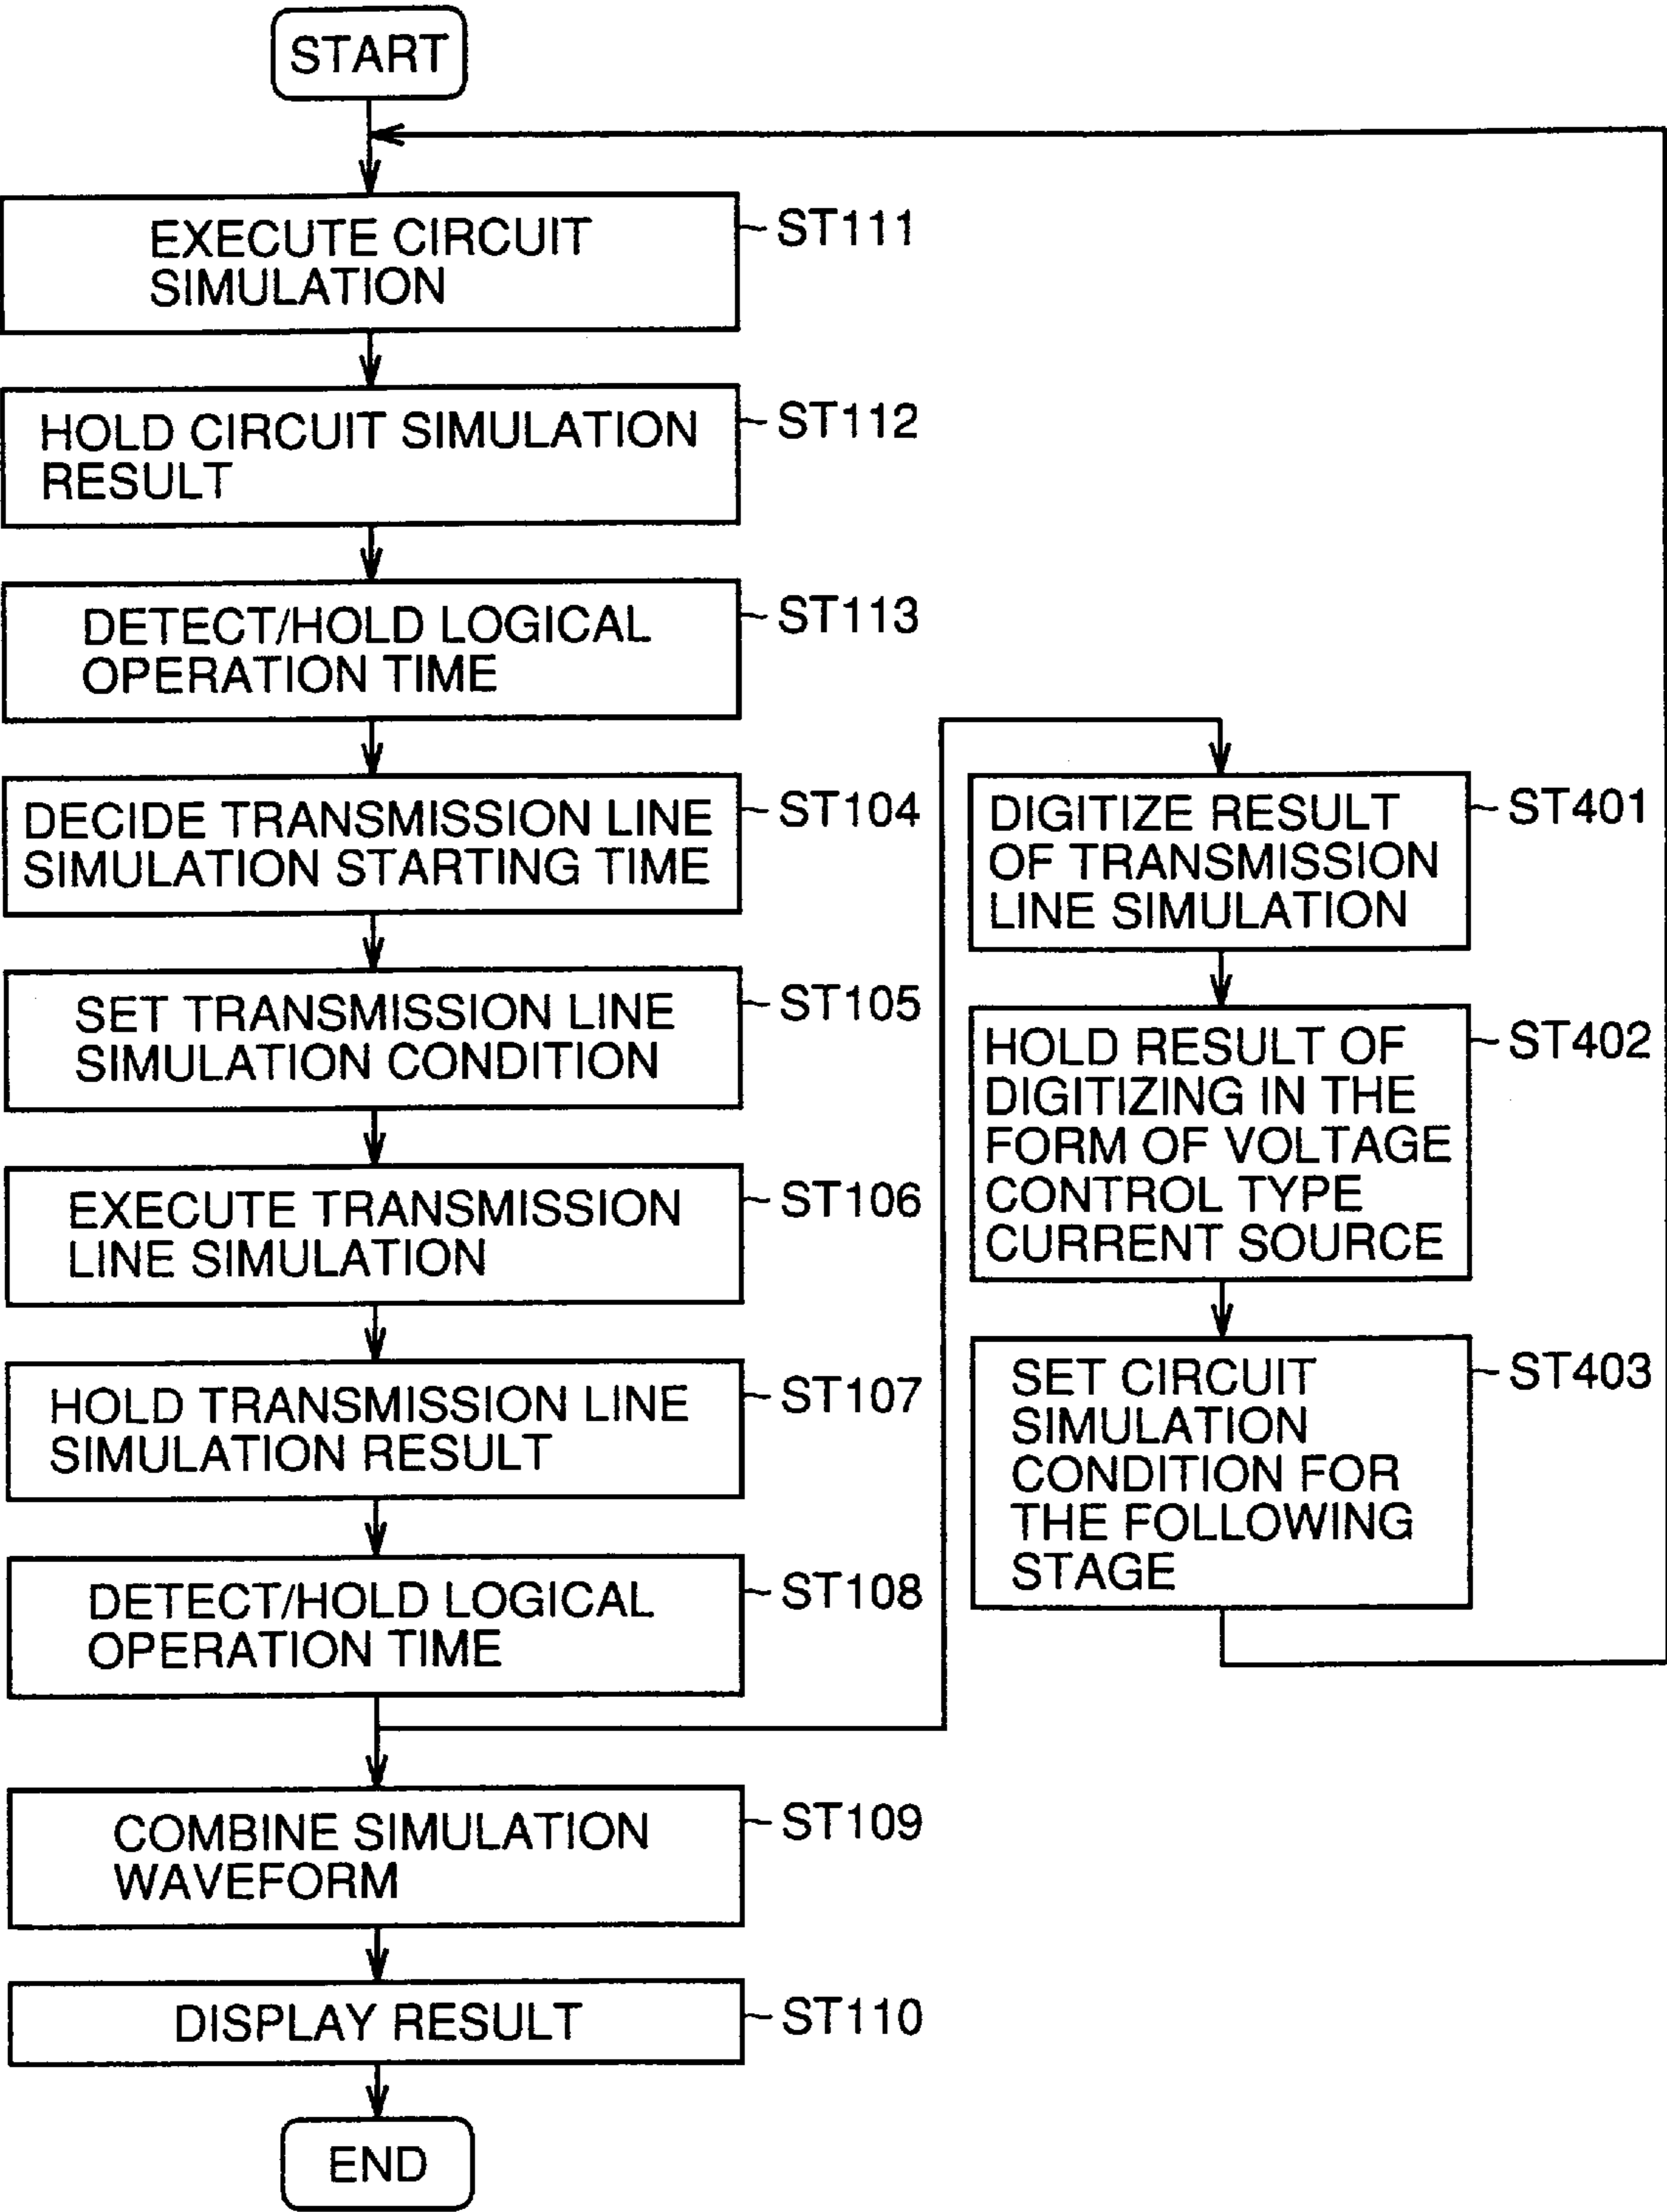 START
EXECUTE CIRCUIT
SIMULATION
ST111
HOLD CIRCUIT SIMULATION
RESULT
ST112
DETECT/HOLD LOGICAL
OPERATION TIME
ST113
DECIDE TRANSMISSION LINE
SIMULATION STARTING TIME
ST104
SET TRANSMISSION LINE
SIMULATION CONDITION
ST105
EXECUTE TRANSMISSION
LINE SIMULATION
ST106
HOLD TRANSMISSION LINE
SIMULATION RESULT
ST107
DETECT/HOLD LOGICAL
OPERATION TIME
ST108
COMBINE SIMULATION
WAVEFORM
ST109
DISPLAY RESULT
ST110
END
DIGITIZE RESULT
OF TRANSMISSION
LINE SIMULATION
ST401
HOLD RESULT OF
DIGITIZING IN THE
FORM OF VOLTAGE
CONTROL TYPE
CURRENT SOURCE
ST402
SET CIRCUIT
SIMULATION
CONDITION FOR
THE FOLLOWING
STAGE
ST403